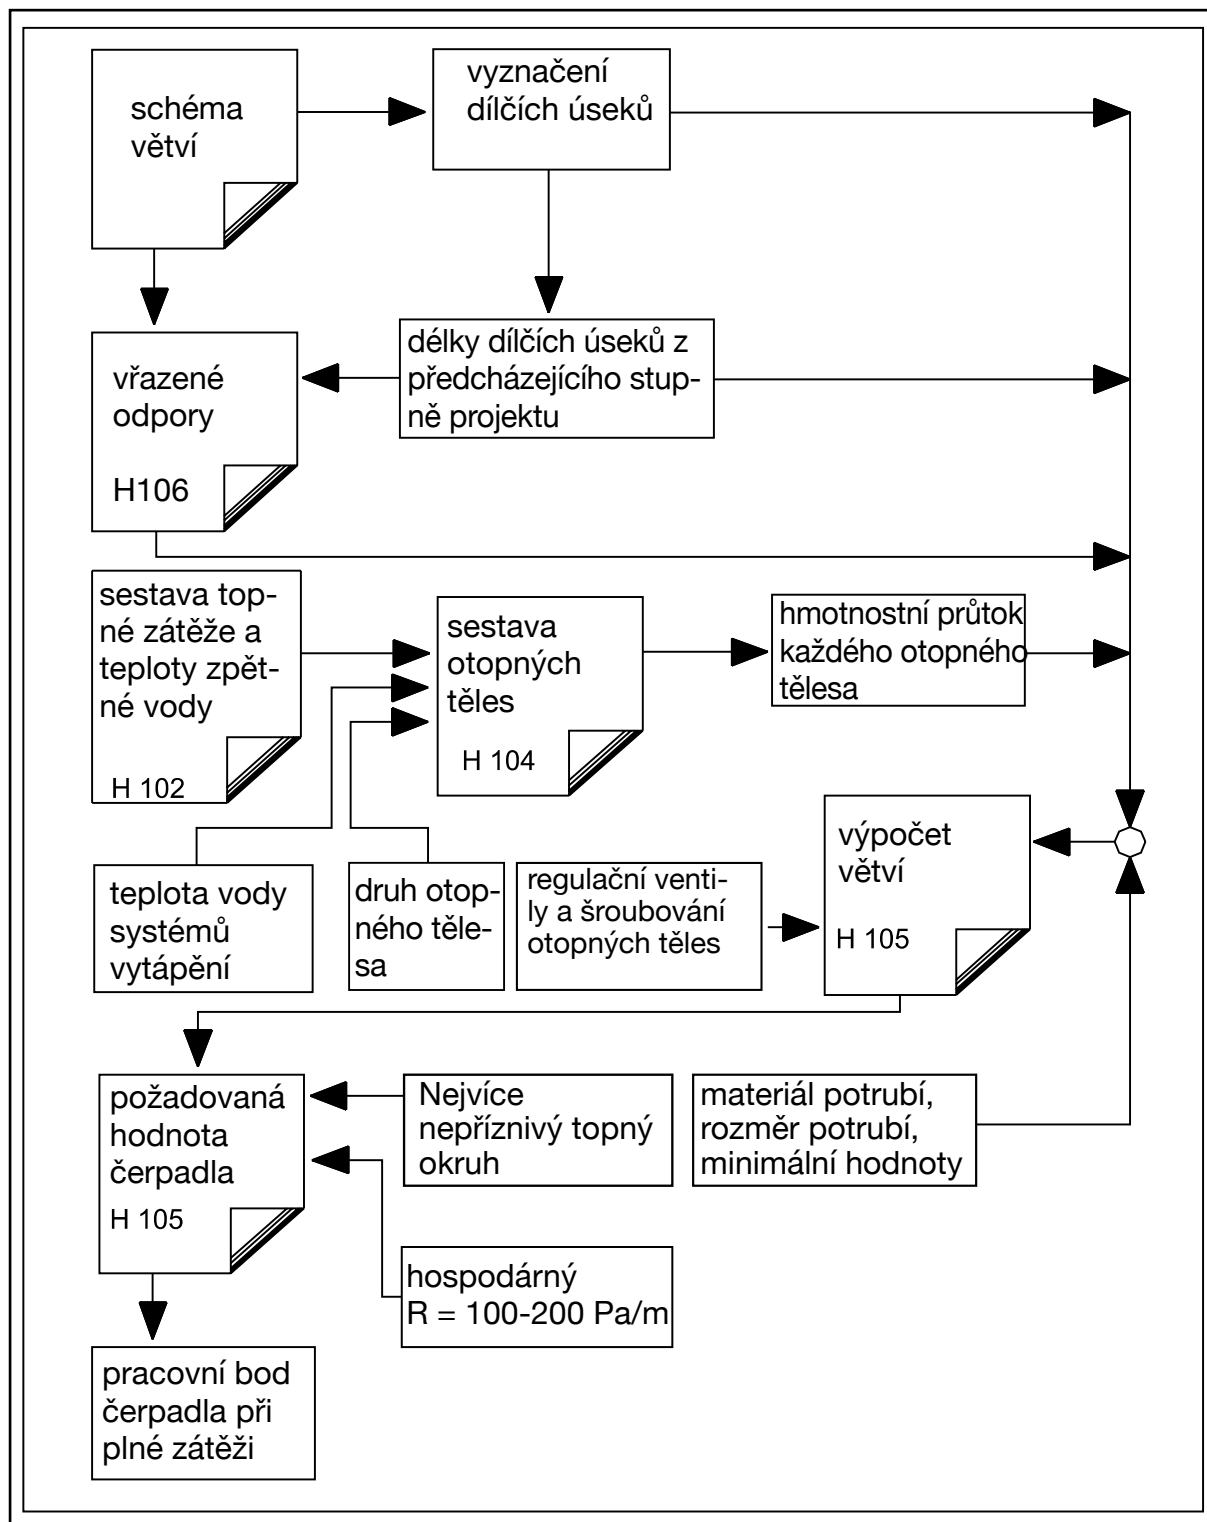 schéma
větví
vyznačení
dílčích úseků
vřazené
odpory
H106
délky dílčích úseků z
předcházejícího stup-
ně projektu
sestava top-
né zátěže a
teploty zpět-
né vody
H 102
sestava
otopných
těles
H 104
hmotnostní průtok
každého otopného
tělesa
teplota vody
systémů
vytápění
druh otop-
ného těle-
sa
regulační venti-
ly a šroubování
otopných těles
výpočet
větví
H 105
požadovaná
hodnota
čerpadla
H 105
Nejvíce
nepříznivý topný
okruh
materiál potrubí,
rozměr potrubí,
minimální hodnoty
hospodárný
R = 100-200 Pa/m
pracovní bod
čerpadla při
plné zátěži